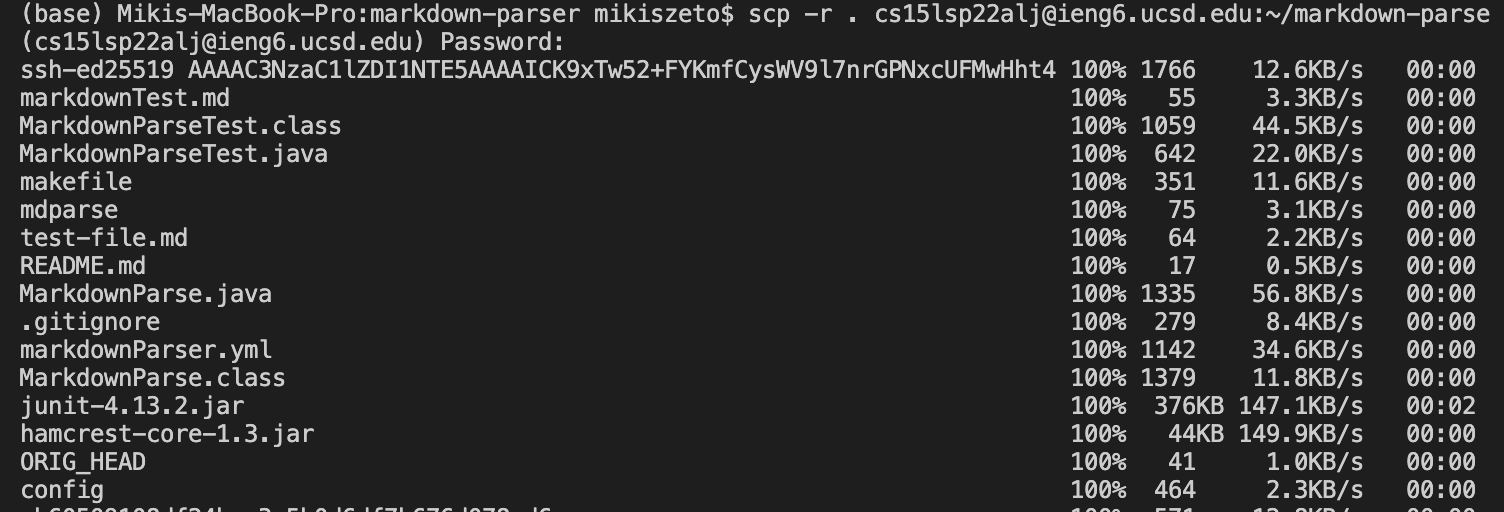 (base) Mikis-MacBook-Pro:markdown-parser mikiszeto$ scp -r . cs15lsp22alj@ieng6.ucsd.edu:~/markdown-parse
(cs15lsp22alj@ieng6.ucsd.edu) Password:
ssh-ed25519 AAAAC3NzaC1lZDI1NTE5AAAAICK9xTw52+FYKmfCysWV9l7nrGPNxcUFMwHht4 100% 1766 12.6KB/s 00:00
markdownTest.md 100% 55 3.3KB/s 00:00
MarkdownParseTest.class 100% 1059 44.5KB/s 00:00
MarkdownParseTest.java 100% 642 22.0KB/s 00:00
makefile 100% 351 11.6KB/s 00:00
mdparse 100% 75 3.1KB/s 00:00
test-file.md 100% 64 2.2KB/s 00:00
README.md 100% 17 0.5KB/s 00:00
MarkdownParse.java 100% 1335 56.8KB/s 00:00
.gitignore 100% 279 8.4KB/s 00:00
markdownParser.yml 100% 1142 34.6KB/s 00:00
MarkdownParse.class 100% 1379 11.8KB/s 00:00
junit-4.13.2.jar 100% 376KB 147.1KB/s 00:02
hamcrest-core-1.3.jar 100% 44KB 149.9KB/s 00:00
ORIG_HEAD 100% 41 1.0KB/s 00:00
config 100% 464 2.3KB/s 00:00
100% 571 12.8KB/s 00:00